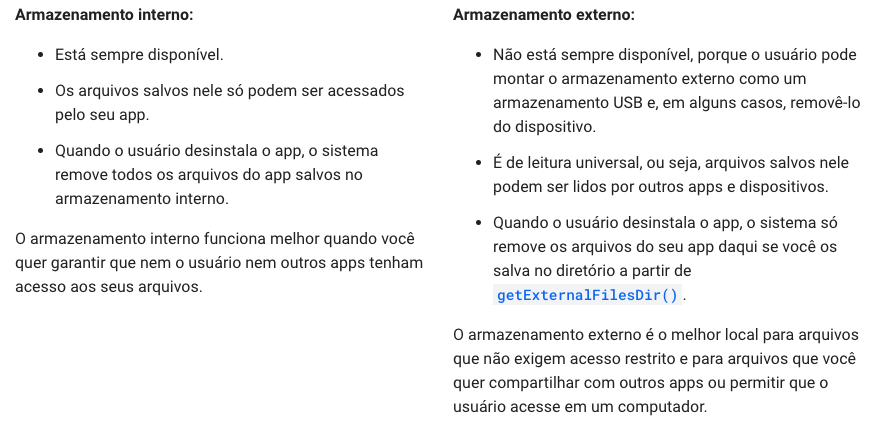 Armazenamento interno:
Está sempre disponível.
Os arquivos salvos nele só podem ser acessados
pelo seu app.
Quando o usuário desinstala o app, o sistema
remove todos os arquivos do app salvos no
armazenamento interno.
O armazenamento interno funciona melhor quando você
quer garantir que nem o usuário nem outros apps tenham
acesso aos seus arquivos.
Armazenamento externo:
Não está sempre disponível, porque o usuário pode
montar o armazenamento externo como um
armazenamento USB e, em alguns casos, removê-lo
do dispositivo.
É de leitura universal, ou seja, arquivos salvos nele
podem ser lidos por outros apps e dispositivos.
Quando o usuário desinstala o app, o sistema só
remove os arquivos do seu app daqui se você os
salva no diretório a partir de
getExternalFilesDir().
O armazenamento externo é o melhor local para arquivos
que não exigem acesso restrito e para arquivos que você
quer compartilhar com outros apps ou permitir que o
usuário acesse em um computador.